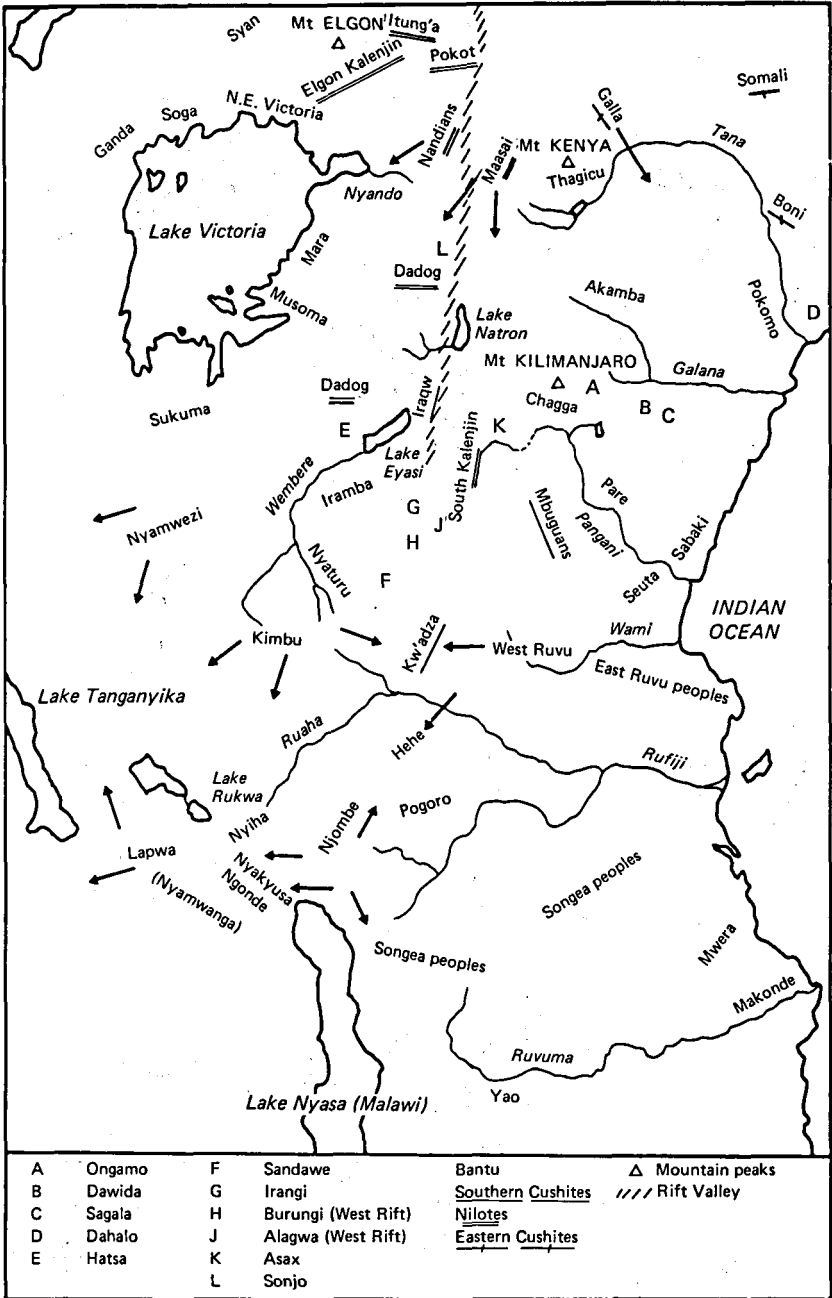 Syan
Mt ELGON
Itung'a
Elgon Kalenjin
Pokot
Somali
Galla
Tana
N.E. Victoria
Soga
Ganda
Nandians
Maasai
Mt KENYA
Thagicu
Nyando
Boni
Lake Victoria
Mara
L
Dadog
Akamba
Pokomo
D
Musoma
Lake
Natron
Mt KILIMANJARO
Galana
Dadog
Iraqw
Chagga
A
B
C
Sukuma
E
K
Lake
Eyasi
South Kalenjin
Wembere
Iramba
G
J
H
Mbuguans
Pangani
Pare
Sabaki
Nyamwezi
Nyaturu
F
Seuta
INDIAN
OCEAN
Kimbu
Kw'adza
West Ruvu
Wami
East Ruvu peoples
Lake Tanganyika
Ruaha
Hehe
Rufiji
Lake
Rukwa
Nyiha
Njombe
Pogoro
Lapwa
(Nyamwanga)
Nyakyusa
Ngonde
Songea peoples
Songea peoples
Mwera
Makonde
Ruvuma
Yao
Lake Nyasa (Malawi)
A Ongamo F Sandawe Bantu △ Mountain peaks
B Dawida G Irangi Southern Cushites //// Rift Valley
C Sagala H Burungi (West Rift) Nilotes
D Dahalo J Alagwa (West Rift) Eastern Cushites
E Hatsa K Asax
L Sonjo